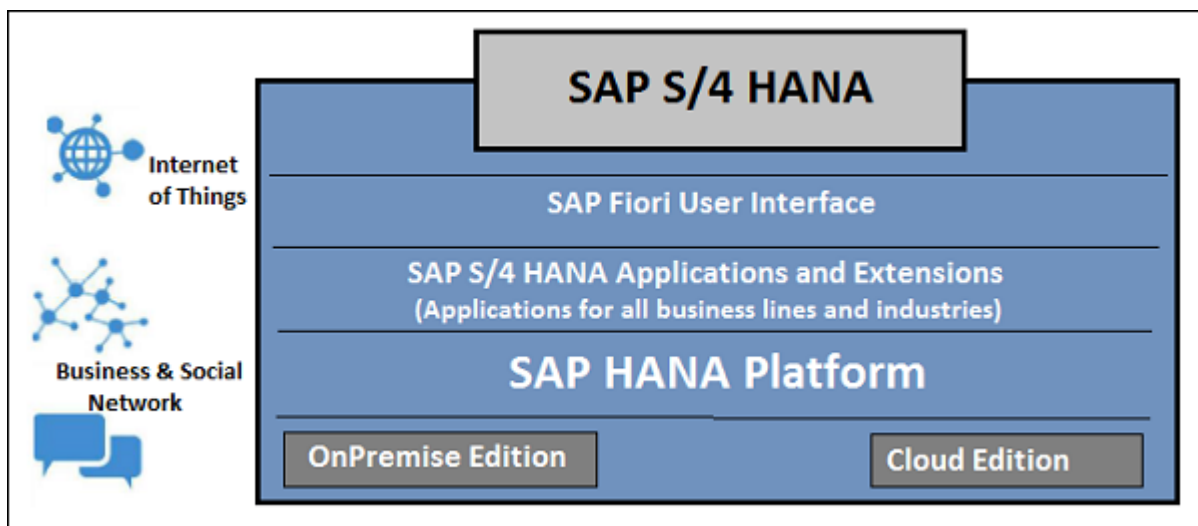 SAP S/4 HANA
Internet
of Things
SAP Fiori User Interface
SAP S/4 HANA Applications and Extensions
(Applications for all business lines and industries)
SAP HANA Platform
Business & Social
Network
OnPremise Edition
Cloud Edition